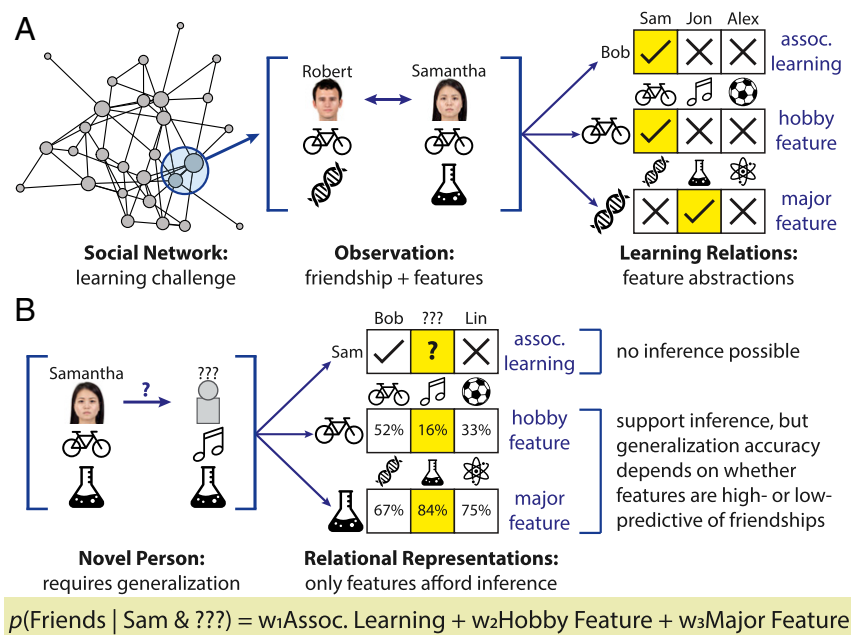 A
Robert
Samantha
Sam Jon Alex
Bob
assoc.
learning
hobby
feature
major
feature
Social Network:
learning challenge
Observation:
friendship + features
Learning Relations:
feature abstractions
B
Samantha
?
???
Bob ??? Lin
Sam
?
assoc.
learning
no inference possible
52% 16% 33%
hobby
feature
67% 84% 75%
major
feature
support inference, but
generalization accuracy
depends on whether
features are high- or low-
predictive of friendships
Novel Person:
requires generalization
Relational Representations:
only features afford inference
p(Friends | Sam & ???) = w₁Assoc. Learning + w₂Hobby Feature + w₃Major Feature